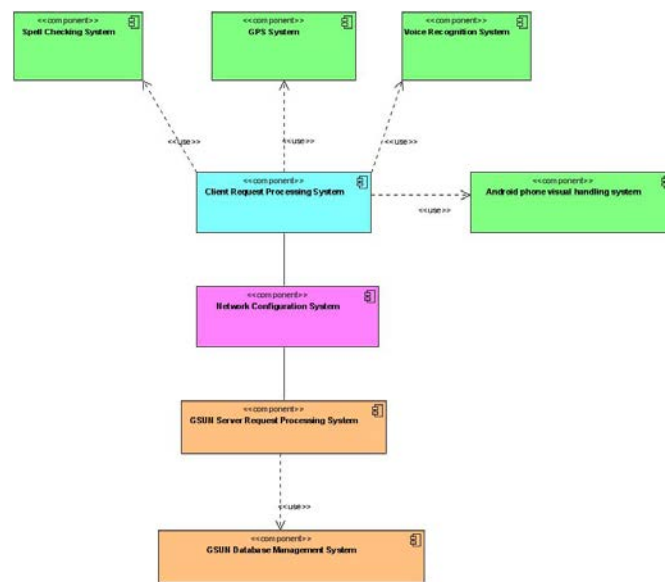 <<component>>
Spell Checking System
<<component>>
GPS System
<<component>>
Voice Recognition System
<<use>>
<<use>>
<<use>>
<<component>>
Client Request Processing System
<<component>>
Android phone visual handling system
<<use>>
<<component>>
Network Configuration System
<<component>>
GSUN Server Request Processing System
<<use>>
<<component>>
GSUN Database Management System